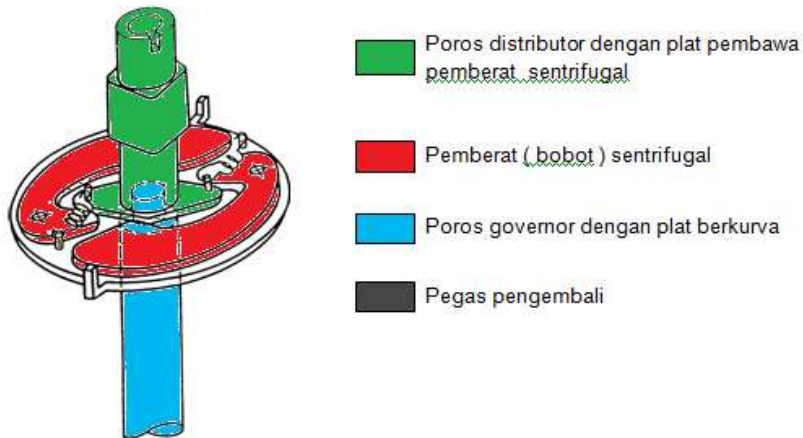 Poros distributor dengan plat pembawa
pemberat sentrifugal
Pemberat ( bobot ) sentrifugal
Poros governor dengan plat berkurva
Pegas pengembali